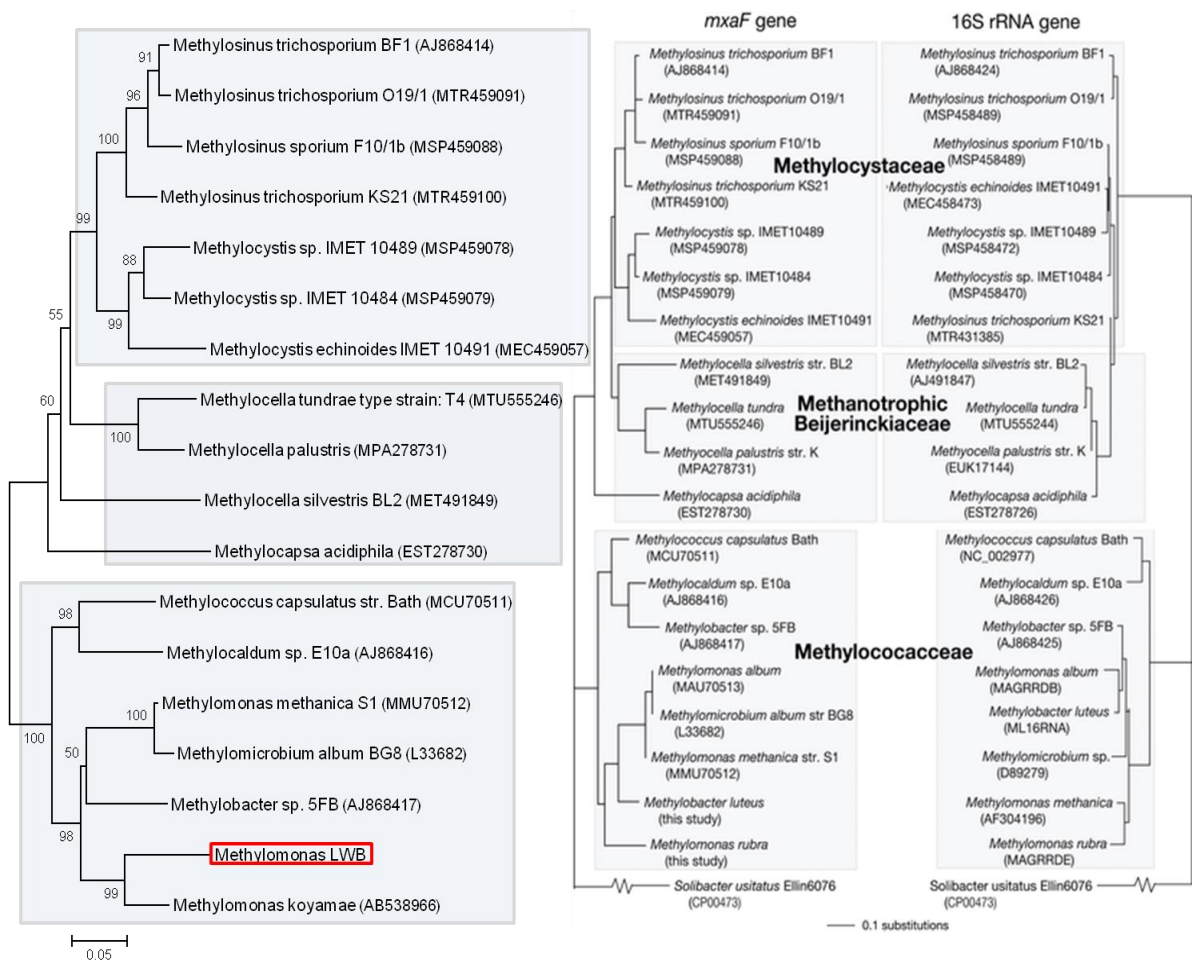 91
Methylosinus trichosporium BF1 (AJ868414)
96
Methylosinus trichosporium O19/1 (MTR459091)
100
Methylosinus sporium F10/1b (MSP459088)
Methylosinus trichosporium KS21 (MTR459100)
99
88
Methylocystis sp. IMET 10489 (MSP459078)
Methylocystis sp. IMET 10484 (MSP459079)
55
99
Methylocystis echinoides IMET 10491 (MEC459057)
60
Methylocella tundrae type strain: T4 (MTU555246)
100
Methylocella palustris (MPA278731)
Methylocella silvestris BL2 (MET491849)
Methylocapsa acidiphila (EST278730)
98
Methylococcus capsulatus str. Bath (MCU70511)
Methylocaldum sp. E10a (AJ868416)
100
100
Methylomonas methanica S1 (MMU70512)
50
Methylomicrobium album BG8 (L33682)
Methylobacter sp. 5FB (AJ868417)
98
Methylomonas LWB
99
Methylomonas koyamae (AB538966)
0.05
mxaF gene
Methylosinus trichosporium BF1
(AJ868414)
Methylosinus trichosporium O19/1
(MTR459091)
Methylosinus sporium F10/1b
(MSP459088)
Methylosinus trichosporium KS21
(MTR459100)
Methylocystis sp. IMET10489
(MSP459078)
Methylocystis sp. IMET10484
(MSP459079)
Methylocystis echinoides IMET10491
(MEC459057)
Methylocella silvestris str. BL2
(MET491849)
Methylocella tundra
(MTU555246)
Methyocella palustris str. K
(MPA278731)
Methylocapsa acidiphila
(EST278730)
Methylococcus capsulatus Bath
(MCU70511)
Methylocaldum sp. E10a
(AJ868416)
Methylobacter sp. 5FB
(AJ868417)
Methylomonas album
(MAU70513)
Methylomicrobium album str BG8
(L33682)
Methylomonas methanica str. S1
(MMU70512)
Methylobacter luteus
(this study)
Methylomonas rubra
(this study)
Solibacter usitatus Ellin6076
(CP00473)
Methylocystaceae
Methanotrophic
Beijerinckiaceae
Methylococacceae
16S rRNA gene
Methylosinus trichosporium BF1
(AJ868424)
Methylosinus trichosporium O19/1
(MSP458489)
Methylosinus sporium F10/1b
(MSP458489)
Methylocystis echinoides IMET10491
(MEC458473)
Methylocystis sp. IMET10489
(MSP458472)
Methylocystis sp. IMET10484
(MSP458470)
Methylosinus trichosporium KS21
(MTR431385)
Methylocella silvestris str. BL2
(AJ491847)
Methylocella tundra
(MTU555244)
Methyocella palustris str. K
(EUK17144)
Methylocapsa acidiphila
(EST278726)
Methylococcus capsulatus Bath
(NC_002977)
Methylocaldum sp. E10a
(AJ868426)
Methylobacter sp. 5FB
(AJ868425)
Methylomonas album
(MAGRRDB)
Methylobacter luteus
(ML16RNA)
Methylomicrobium sp.
(D89279)
Methylomonas methanica
(AF304196)
Methylomonas rubra
(MAGRRDE)
Solibacter usitatus Ellin6076
(CP00473)
0.1 substitutions